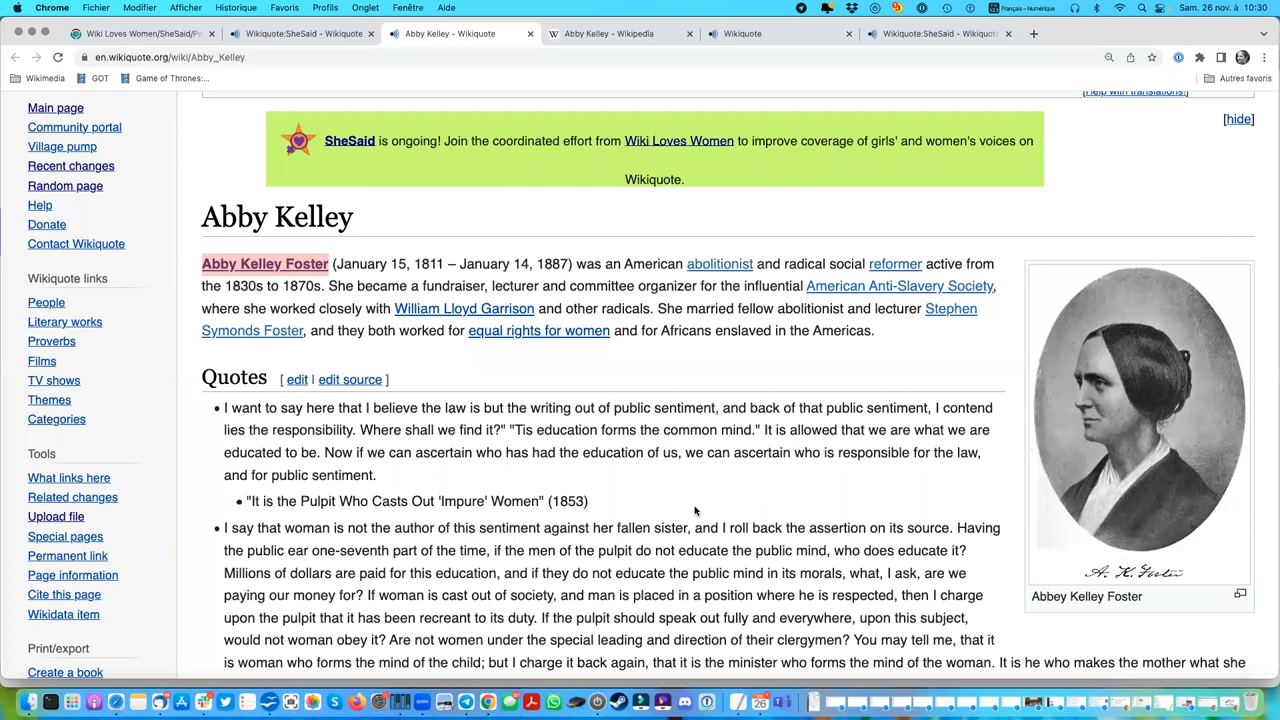 Chrome Fichier Modifier Afficher Historique Favoris Profils Onglet Fenêtre Aide Français – Numérique Sam. 26 nov. à 10:30
Wiki Loves Women/SheSaid/Pa Wikiquote:SheSaid - Wikiquote Abby Kelley - Wikiquote Abby Kelley - Wikipedia Wikiquote Wikiquote:SheSaid - Wikiquot
en.wikiquote.org/wiki/Abby_Kelley
Wikimedia GOT Game of Thrones:... Autres favoris
[Help with translations!]
[hide]
SheSaid is ongoing! Join the coordinated effort from Wiki Loves Women to improve coverage of girls' and women's voices on
Wikiquote.
Main page
Community portal
Village pump
Recent changes
Random page
Help
Donate
Contact Wikiquote
Wikiquote links
People
Literary works
Proverbs
Films
TV shows
Themes
Categories
Tools
What links here
Related changes
Upload file
Special pages
Permanent link
Page information
Cite this page
Wikidata item
Print/export
Create a book
Abby Kelley
Abby Kelley Foster (January 15, 1811 – January 14, 1887) was an American abolitionist and radical social reformer active from
the 1830s to 1870s. She became a fundraiser, lecturer and committee organizer for the influential American Anti-Slavery Society,
where she worked closely with William Lloyd Garrison and other radicals. She married fellow abolitionist and lecturer Stephen
Symonds Foster, and they both worked for equal rights for women and for Africans enslaved in the Americas.
Quotes [ edit | edit source ]
• I want to say here that I believe the law is but the writing out of public sentiment, and back of that public sentiment, I contend
lies the responsibility. Where shall we find it?" "Tis education forms the common mind." It is allowed that we are what we are
educated to be. Now if we can ascertain who has had the education of us, we can ascertain who is responsible for the law,
and for public sentiment.
• "It is the Pulpit Who Casts Out 'Impure' Women" (1853)
• I say that woman is not the author of this sentiment against her fallen sister, and I roll back the assertion on its source. Having
the public ear one-seventh part of the time, if the men of the pulpit do not educate the public mind, who does educate it?
Millions of dollars are paid for this education, and if they do not educate the public mind in its morals, what, I ask, are we
paying our money for? If woman is cast out of society, and man is placed in a position where he is respected, then I charge
upon the pulpit that it has been recreant to its duty. If the pulpit should speak out fully and everywhere, upon this subject,
would not woman obey it? Are not women under the special leading and direction of their clergymen? You may tell me, that it
is woman who forms the mind of the child; but I charge it back again, that it is the minister who forms the mind of the woman. It is he who makes the mother what she
A. K. Foster
Abbey Kelley Foster
26